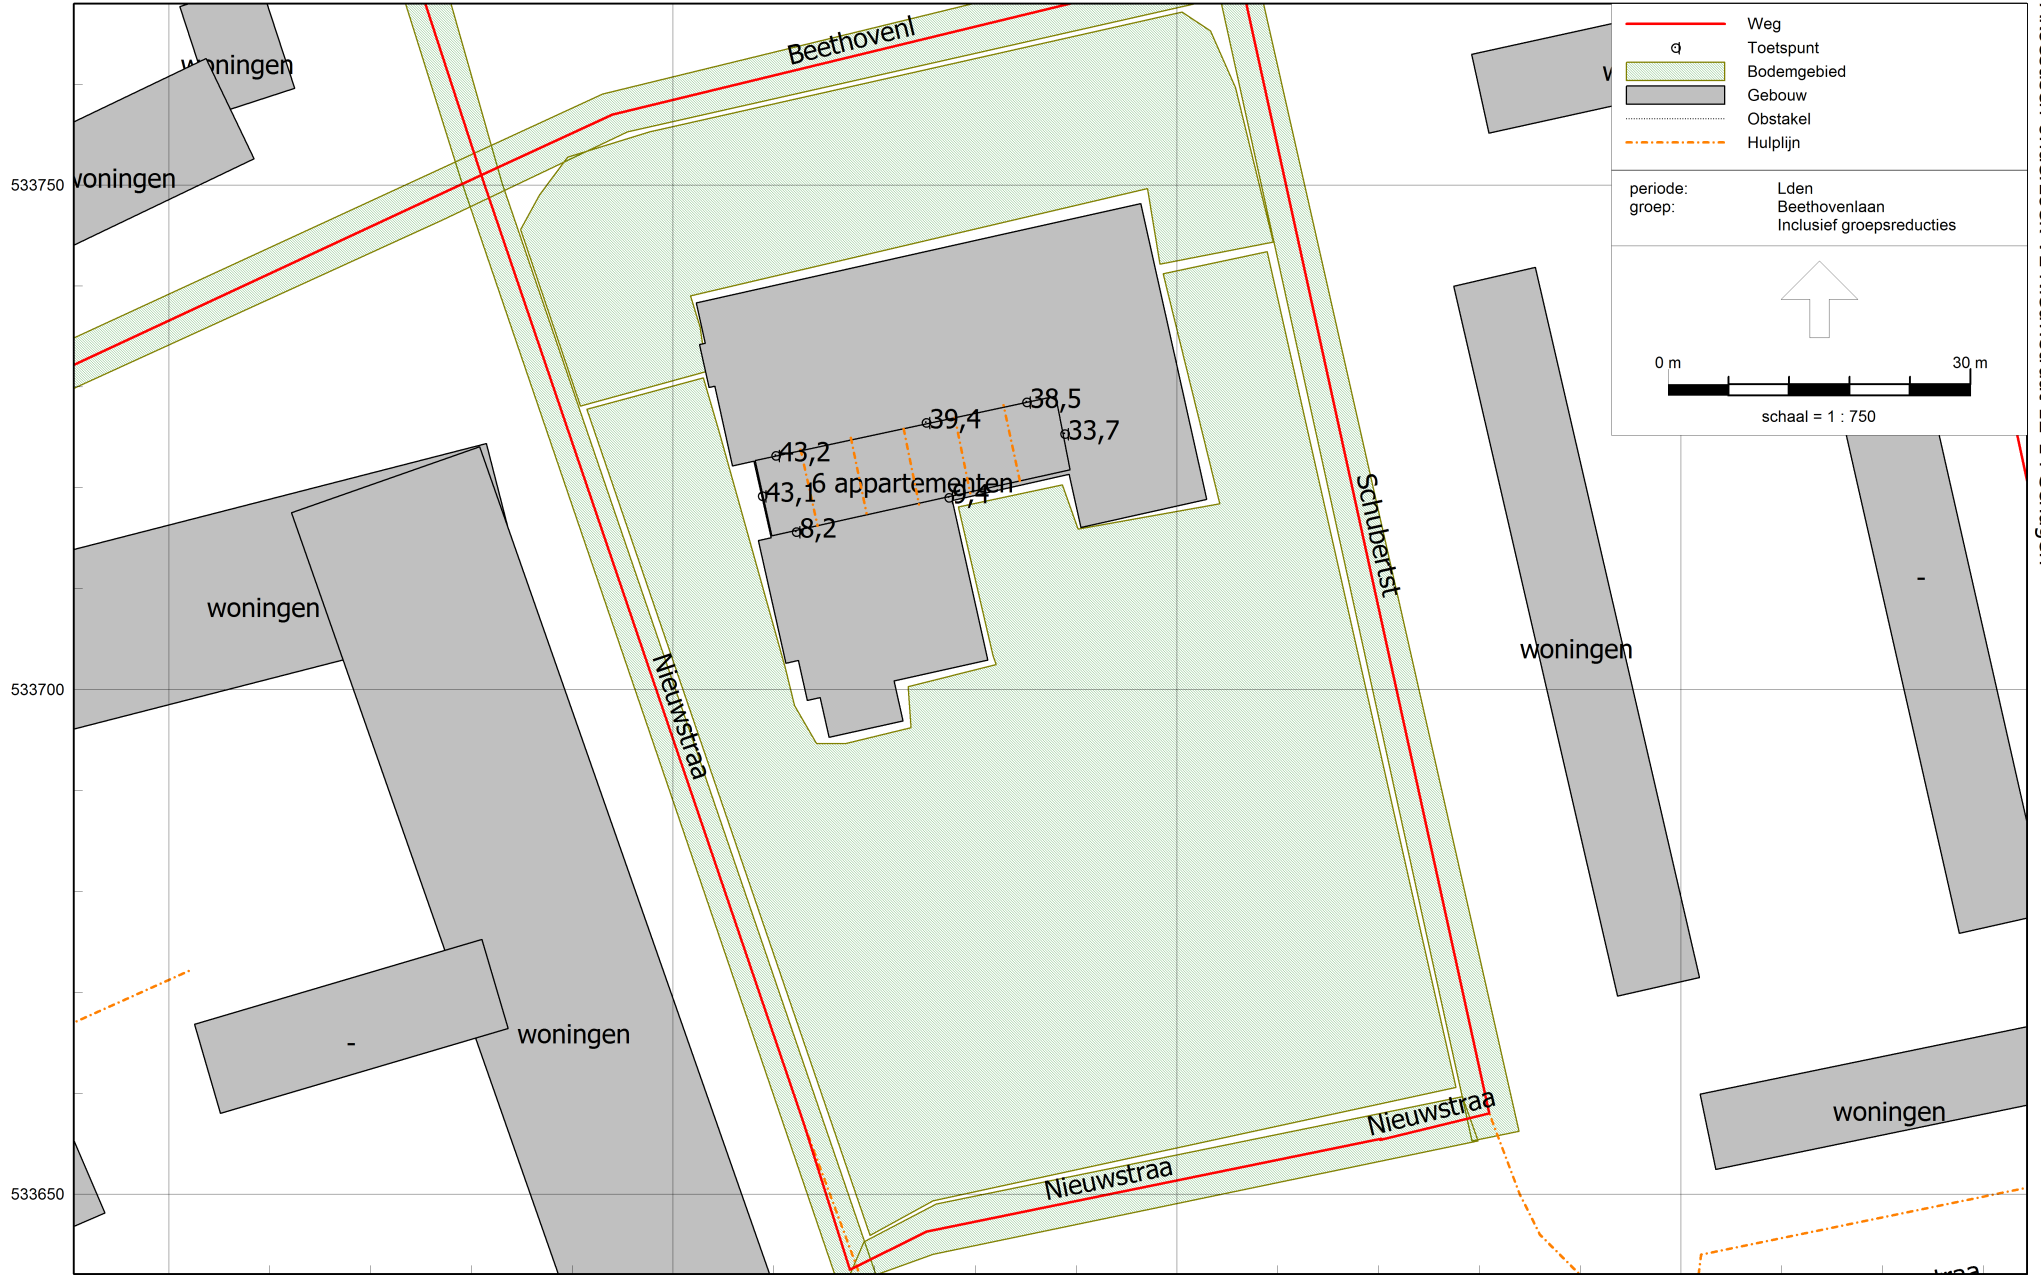 Weg
Toetspunt
Bodemgebied
Gebouw
Obstakel
Hulplijn
periode: Lden
groep: Beethovenlaan
Inclusief groepsreducties
0 m 30 m
schaal = 1 : 750
Beethovenl
woningen
woningen
533750
38,5
39,4
33,7
43,2
6 appartementen
43,1
9,4
8,2
Schubertst
-
woningen
woningen
533700
Nieuwstraa
woningen
-
Nieuwstraa
woningen
Nieuwstraa
533650